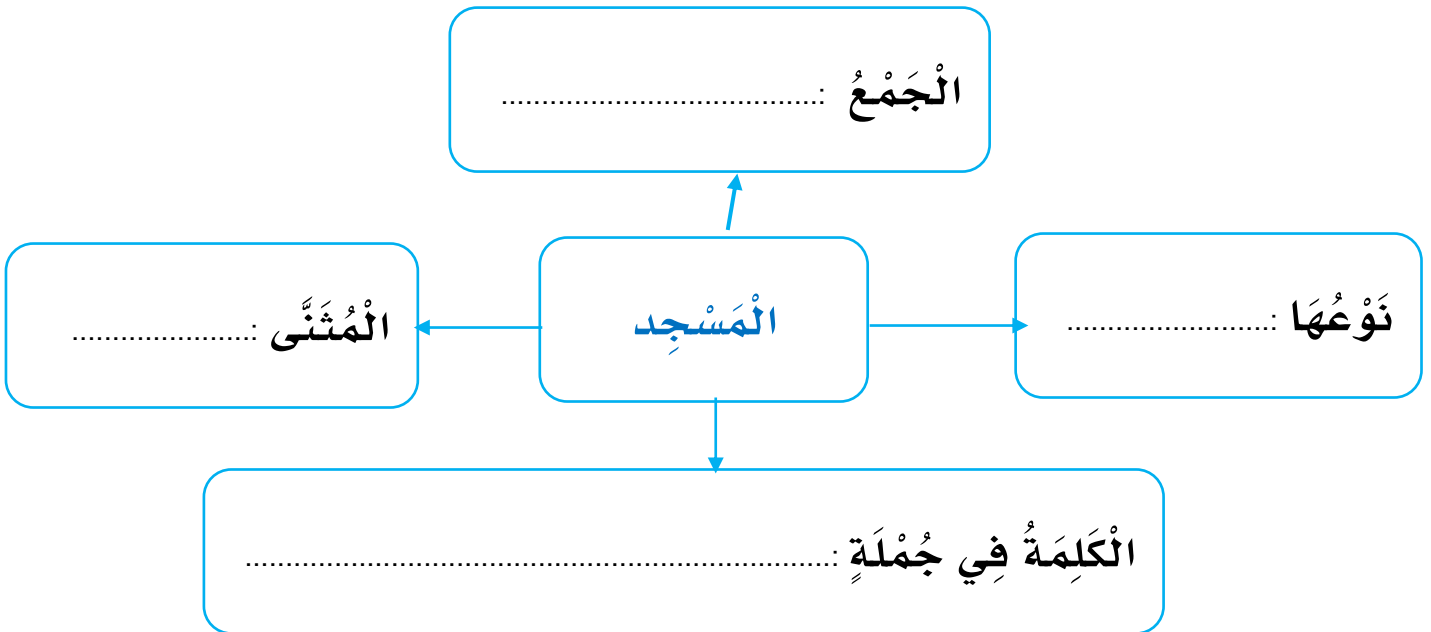 الْجَمْعُ :......................................
نَوْعُهَا :.........................
الْمَسْجِد
الْمُثَنَّى :......................
الْكَلِمَةُ فِي جُمْلَةٍ :.......................................................................